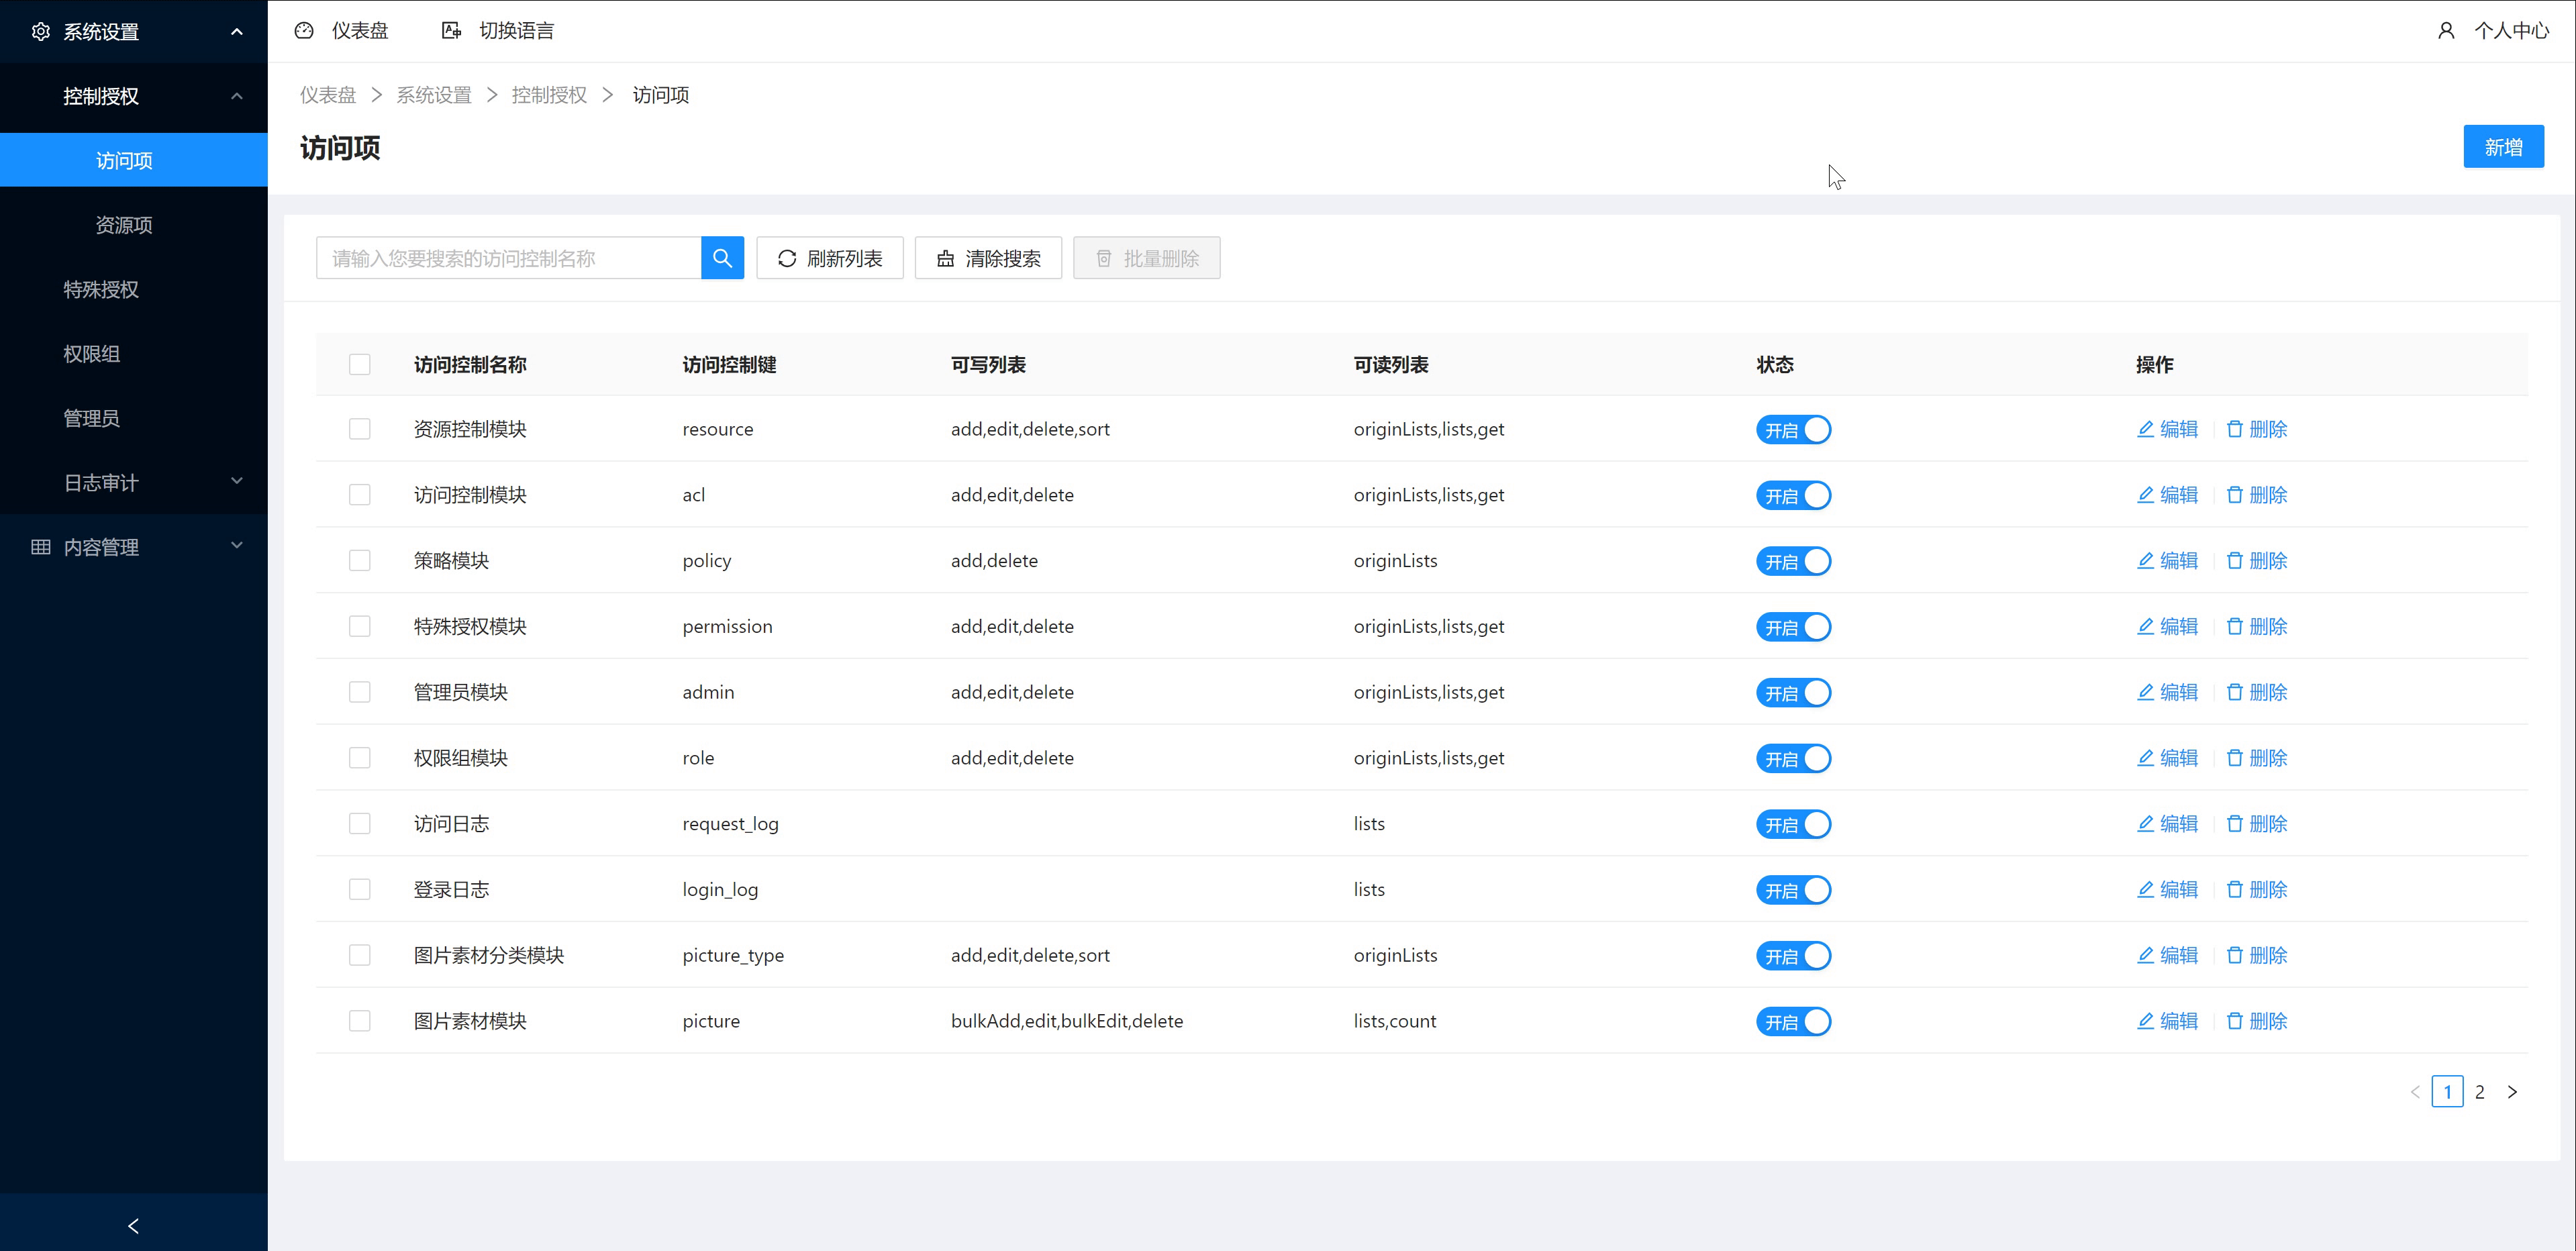 系统设置
控制授权
访问项
资源项
特殊授权
权限组
管理员
日志审计
内容管理
仪表盘 切换语言 个人中心
仪表盘 > 系统设置 > 控制授权 > 访问项
访问项 新增
请输入您要搜索的访问控制名称 刷新列表 清除搜索 批量删除
访问控制名称 访问控制键 可写列表 可读列表 状态 操作
资源控制模块 resource add,edit,delete,sort originLists,lists,get 开启 编辑 删除
访问控制模块 acl add,edit,delete originLists,lists,get 开启 编辑 删除
策略模块 policy add,delete originLists 开启 编辑 删除
特殊授权模块 permission add,edit,delete originLists,lists,get 开启 编辑 删除
管理员模块 admin add,edit,delete originLists,lists,get 开启 编辑 删除
权限组模块 role add,edit,delete originLists,lists,get 开启 编辑 删除
访问日志 request_log lists 开启 编辑 删除
登录日志 login_log lists 开启 编辑 删除
图片素材分类模块 picture_type add,edit,delete,sort originLists 开启 编辑 删除
图片素材模块 picture bulkAdd,edit,bulkEdit,delete lists,count 开启 编辑 删除
< 1 2 >